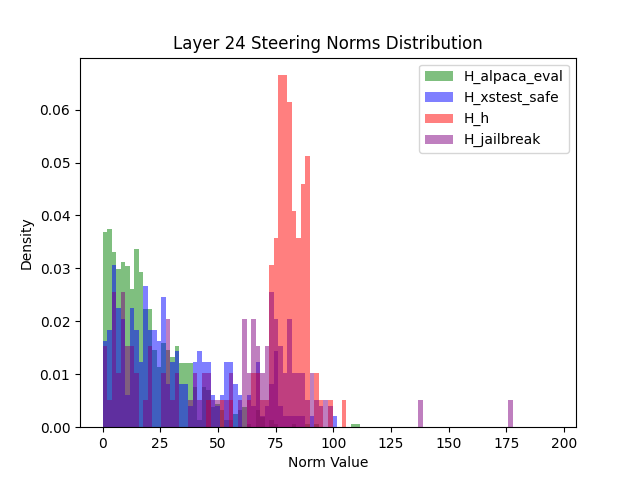 Layer 24 Steering Norms Distribution
H_alpaca_eval
H_xstest_safe
H_h
H_jailbreak
Density
0.06
0.05
0.04
0.03
0.02
0.01
0.00
0 25 50 75 100 125 150 175 200
Norm Value